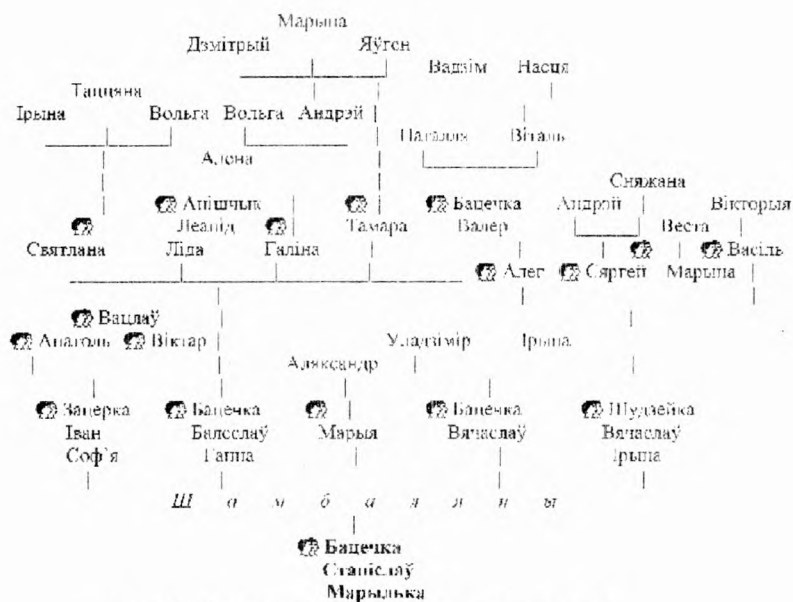 Марына
Дзмітрый Яўген
Вадзім Насця
Таццяна
Ірына Вольга Вольга Андрэй
Наталля Віталь
Алена
Сняжана
Анішчык Бацечка Андрэй Вікторыя
Леанід Тамара Валер Веста
Святлана Ліда Галіна Васіль
Алег Сяргей Марына
Вацлаў
Анатоль Віктар Уладзімір Ірына
Аляксандр
Зацерка Бацечка Бацечка Шудзейка
Іван Балеслаў Марыя Вячаслаў Вячаслаў
Соф'я Ганна Ірына
Ш а м б а л я н ы
Бацечка
Станіслаў
Марылька